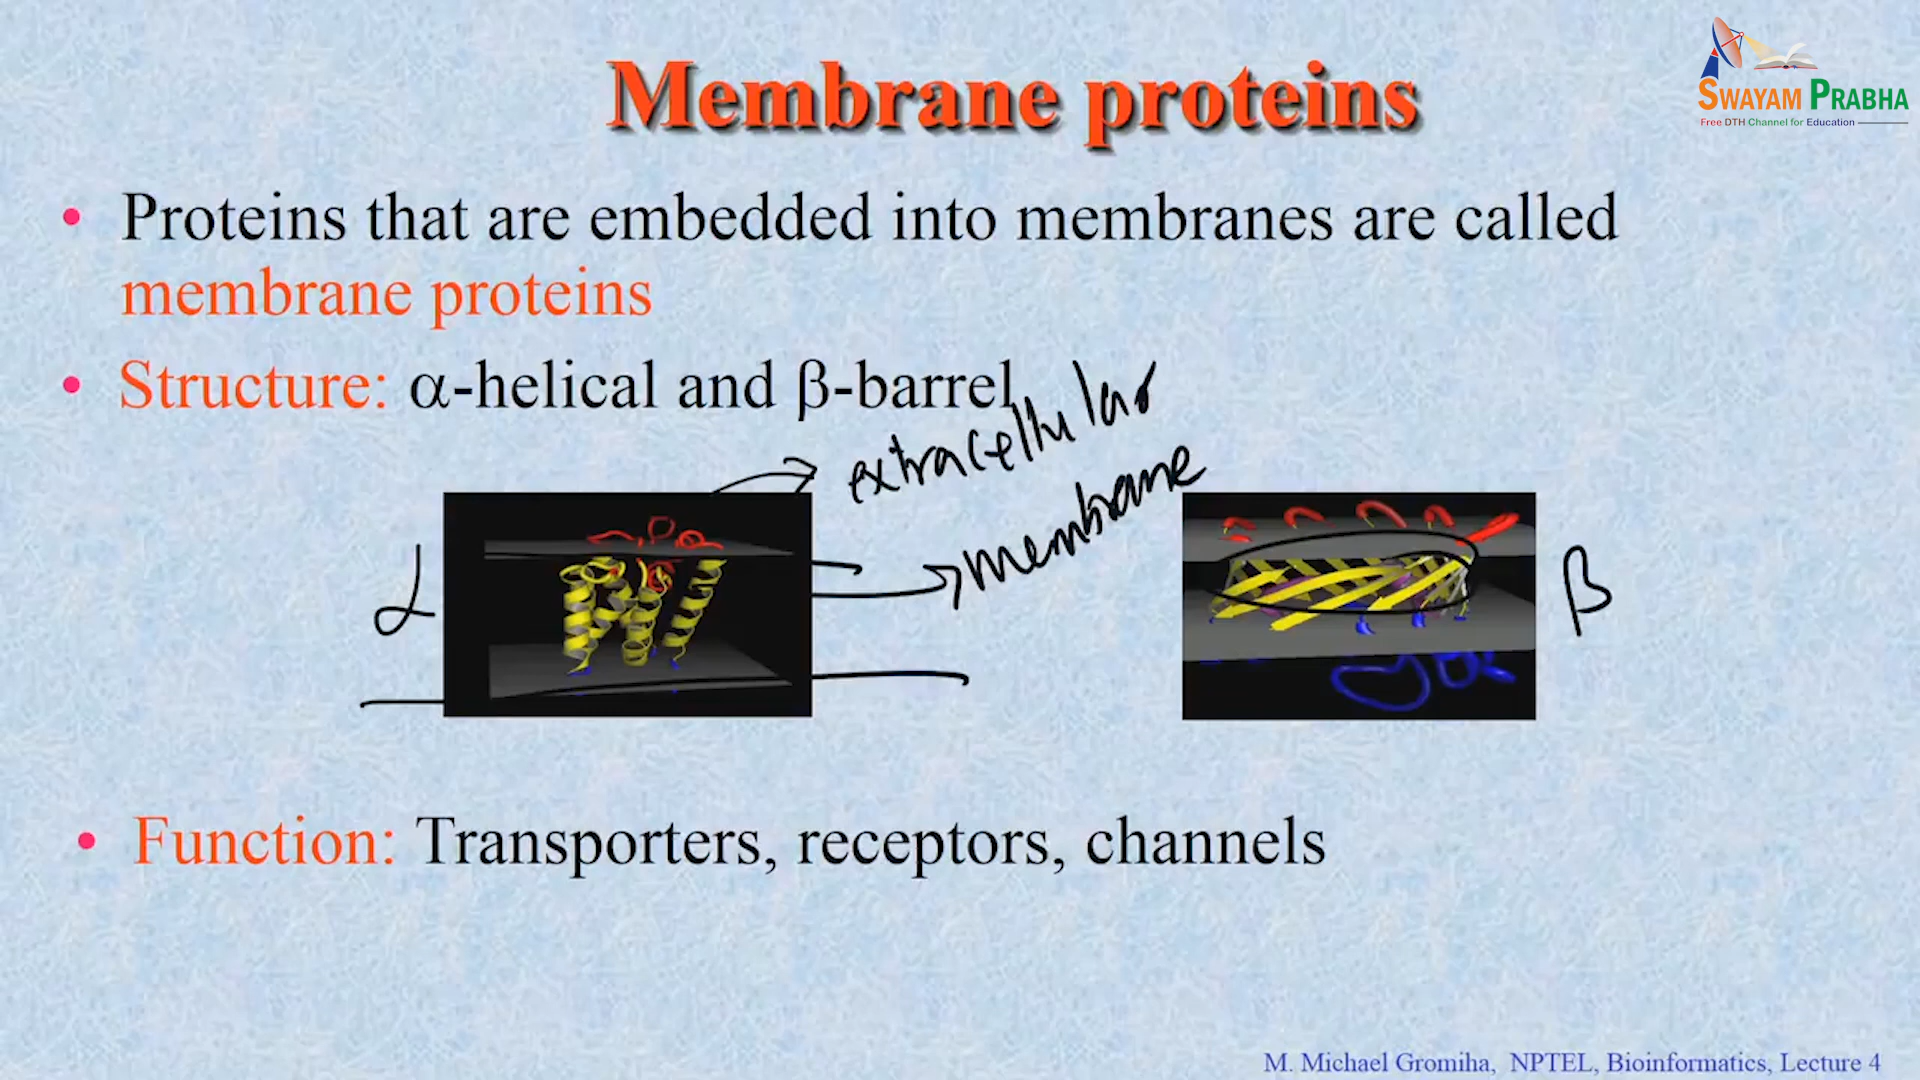 Membrane proteins
SWAYAM PRABHA
Free DTH Channel for Education
• Proteins that are embedded into membranes are called
membrane proteins
• Structure: α-helical and β-barrel
extracellular
membrane
α
β
• Function: Transporters, receptors, channels
M. Michael Gromiha, NPTEL, Bioinformatics, Lecture 4